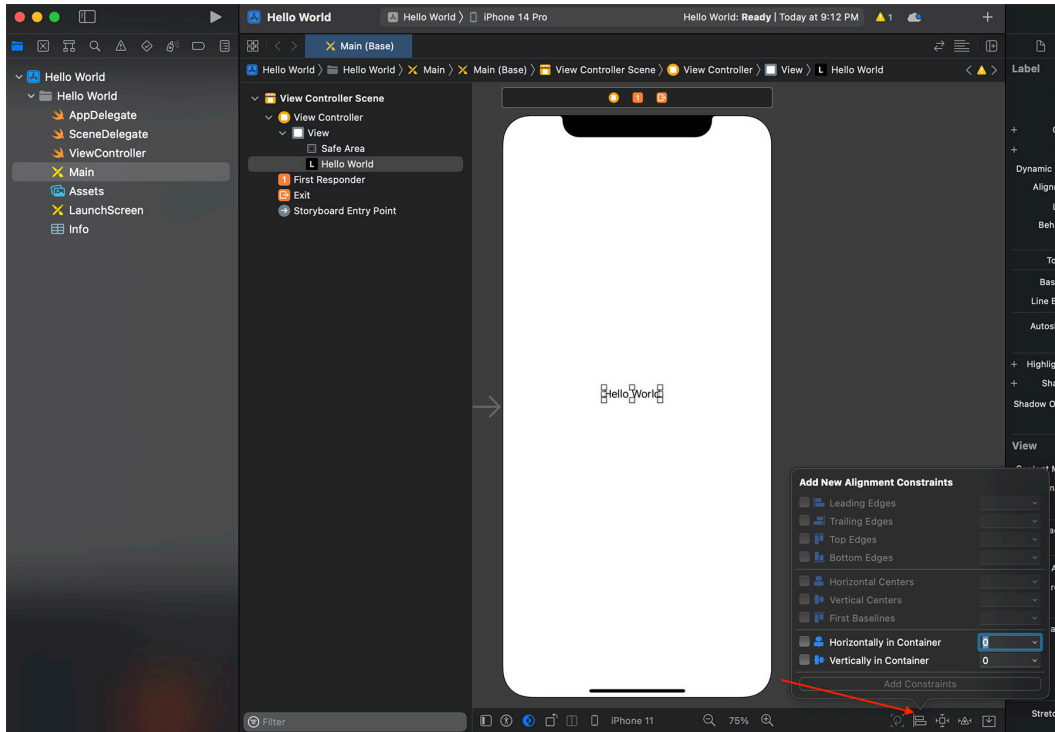 Hello World
Hello World 〉 iPhone 14 Pro
Hello World: Ready | Today at 9:12 PM
1
Main (Base)
Hello World 〉 Hello World 〉 Main 〉 Main (Base) 〉 View Controller Scene 〉 View Controller 〉 View 〉 L Hello World
Label
Hello World
Hello World
AppDelegate
SceneDelegate
ViewController
Main
Assets
LaunchScreen
Info
View Controller Scene
View Controller
View
Safe Area
L Hello World
1 First Responder
Exit
Storyboard Entry Point
1
Hello World
Dynamic
Line
Shadow
View
Add New Alignment Constraints
Leading Edges
Trailing Edges
Top Edges
Bottom Edges
Horizontal Centers
Vertical Centers
First Baselines
Horizontally in Container 0
Vertically in Container 0
Add Constraints
Filter
iPhone 11
75%